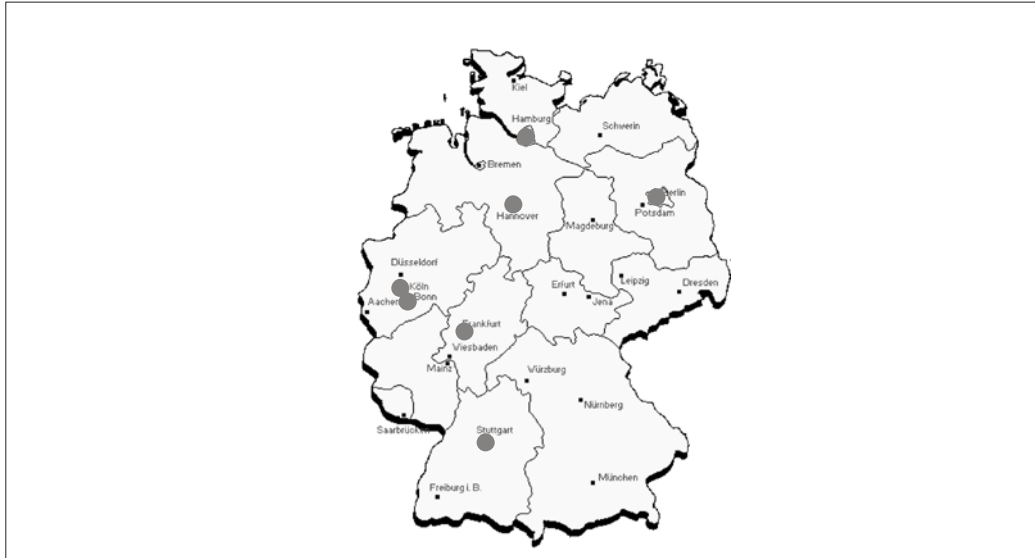 Kiel
Hamburg
Schwerin
Bremen
Berlin
Potsdam
Hannover
Magdeburg
Düsseldorf
Köln
Bonn
Aachen
Leipzig
Erfurt
Jena
Dresden
Frankfurt
Wiesbaden
Mainz
Würzburg
Nürnberg
Saarbrücken
Stuttgart
München
Freiburg i. B.